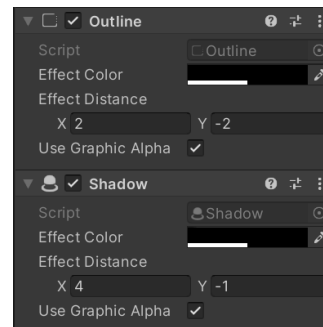 Outline
Script Outline
Effect Color
Effect Distance
X 2 Y -2
Use Graphic Alpha
Shadow
Script Shadow
Effect Color
Effect Distance
X 4 Y -1
Use Graphic Alpha